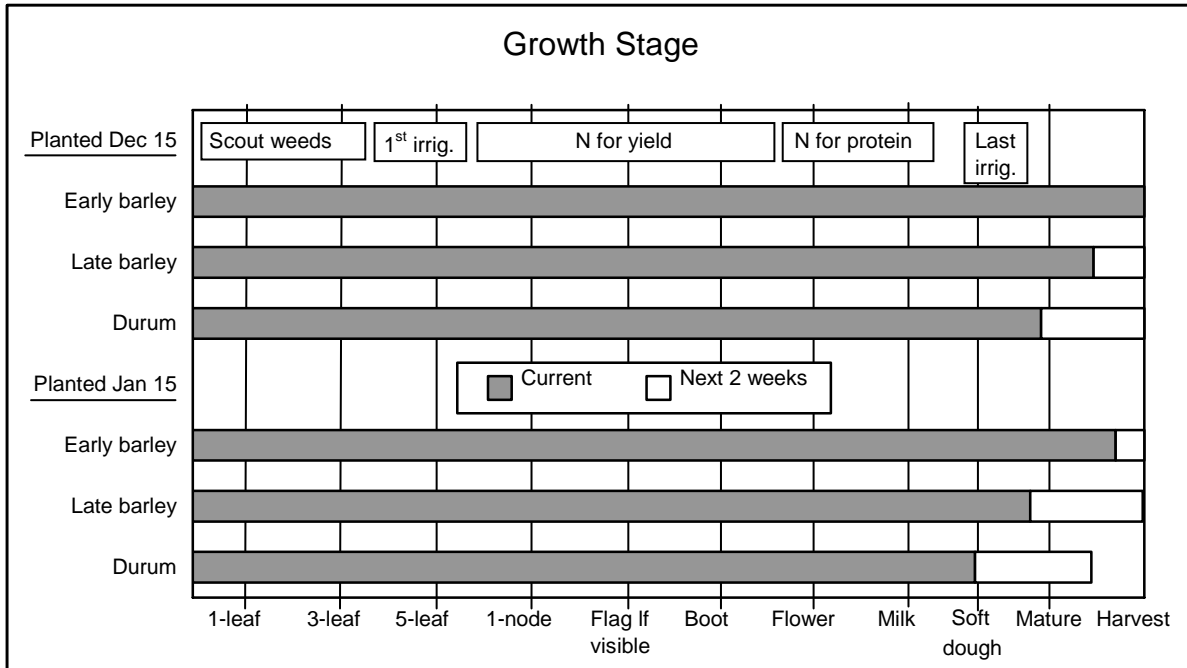 Growth Stage
Planted Dec 15
Scout weeds
1st irrig.
N for yield
N for protein
Last
irrig.
Early barley
Late barley
Durum
Planted Jan 15
Current
Next 2 weeks
Early barley
Late barley
Durum
1-leaf
3-leaf
5-leaf
1-node
Flag lf
visible
Boot
Flower
Milk
Soft
dough
Mature
Harvest